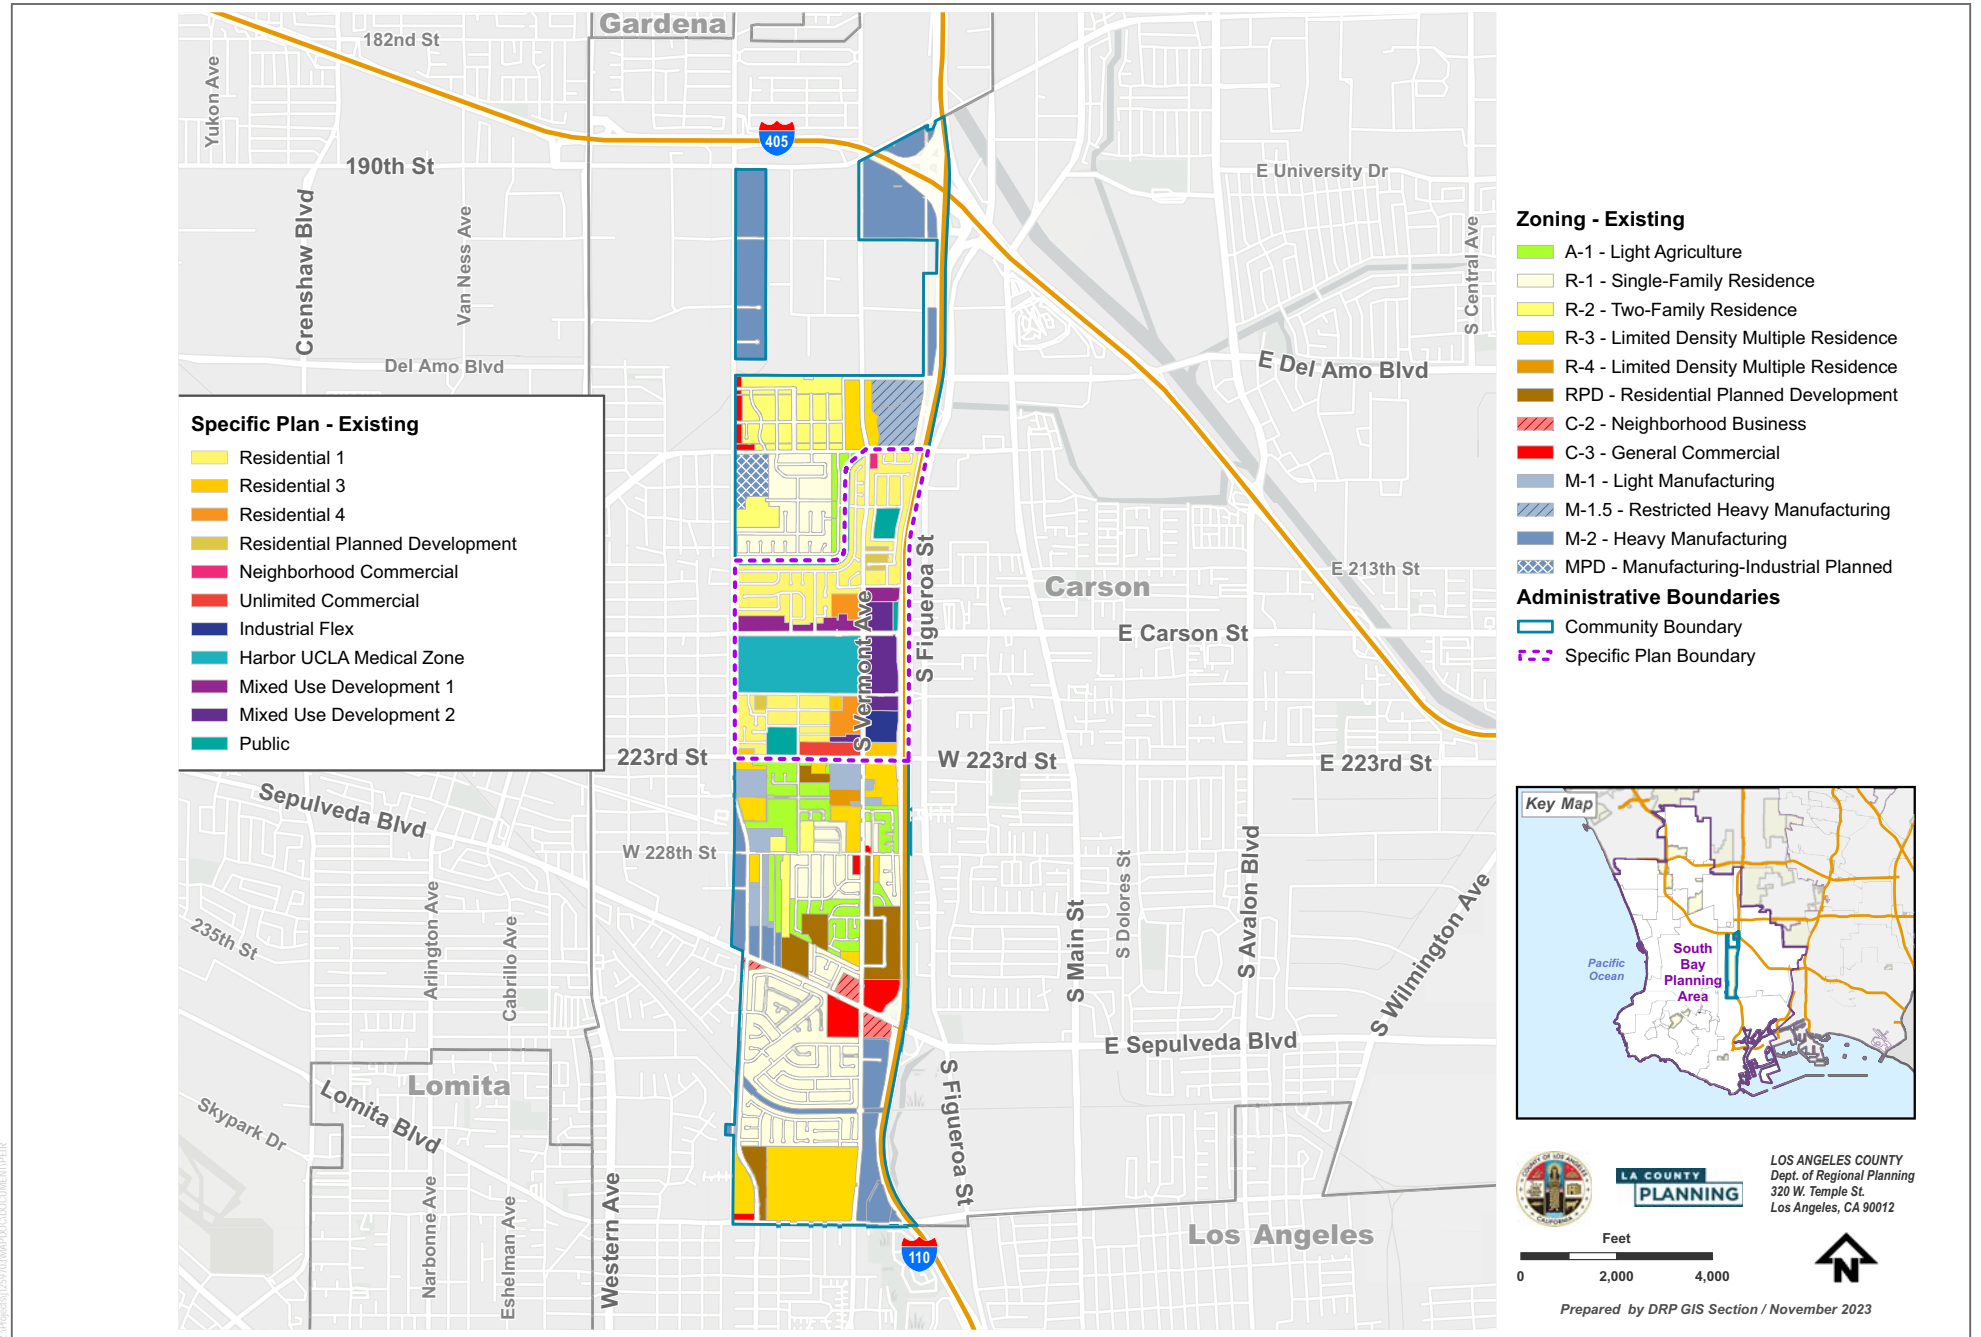 Gardena
182nd St
Yukon Ave
405
190th St
E University Dr
Crenshaw Blvd
Van Ness Ave
S Central Ave
Del Amo Blvd
E Del Amo Blvd
Zoning - Existing
A-1 - Light Agriculture
R-1 - Single-Family Residence
R-2 - Two-Family Residence
R-3 - Limited Density Multiple Residence
R-4 - Limited Density Multiple Residence
RPD - Residential Planned Development
C-2 - Neighborhood Business
C-3 - General Commercial
M-1 - Light Manufacturing
M-1.5 - Restricted Heavy Manufacturing
M-2 - Heavy Manufacturing
MPD - Manufacturing-Industrial Planned
Administrative Boundaries
Community Boundary
Specific Plan Boundary
Specific Plan - Existing
Residential 1
Residential 3
Residential 4
Residential Planned Development
Neighborhood Commercial
Unlimited Commercial
Industrial Flex
Harbor UCLA Medical Zone
Mixed Use Development 1
Mixed Use Development 2
Public
S Figueroa St
S Vermont Ave
Carson
E 213th St
E Carson St
223rd St
W 223rd St
E 223rd St
Sepulveda Blvd
W 228th St
235th St
Arlington Ave
Cabrillo Ave
S Main St
S Dolores St
S Avalon Blvd
S Wilmington Ave
E Sepulveda Blvd
Lomita
Lomita Blvd
Skypark Dr
Narbonne Ave
Eshelman Ave
Western Ave
S Figueroa St
Los Angeles
110
Key Map
Pacific
Ocean
South
Bay
Planning
Area
COUNTY OF LOS ANGELES
CALIFORNIA
LA COUNTY
PLANNING
LOS ANGELES COUNTY
Dept. of Regional Planning
320 W. Temple St.
Los Angeles, CA 90012
Feet
0 2,000 4,000
N
Prepared by DRP GIS Section / November 2023